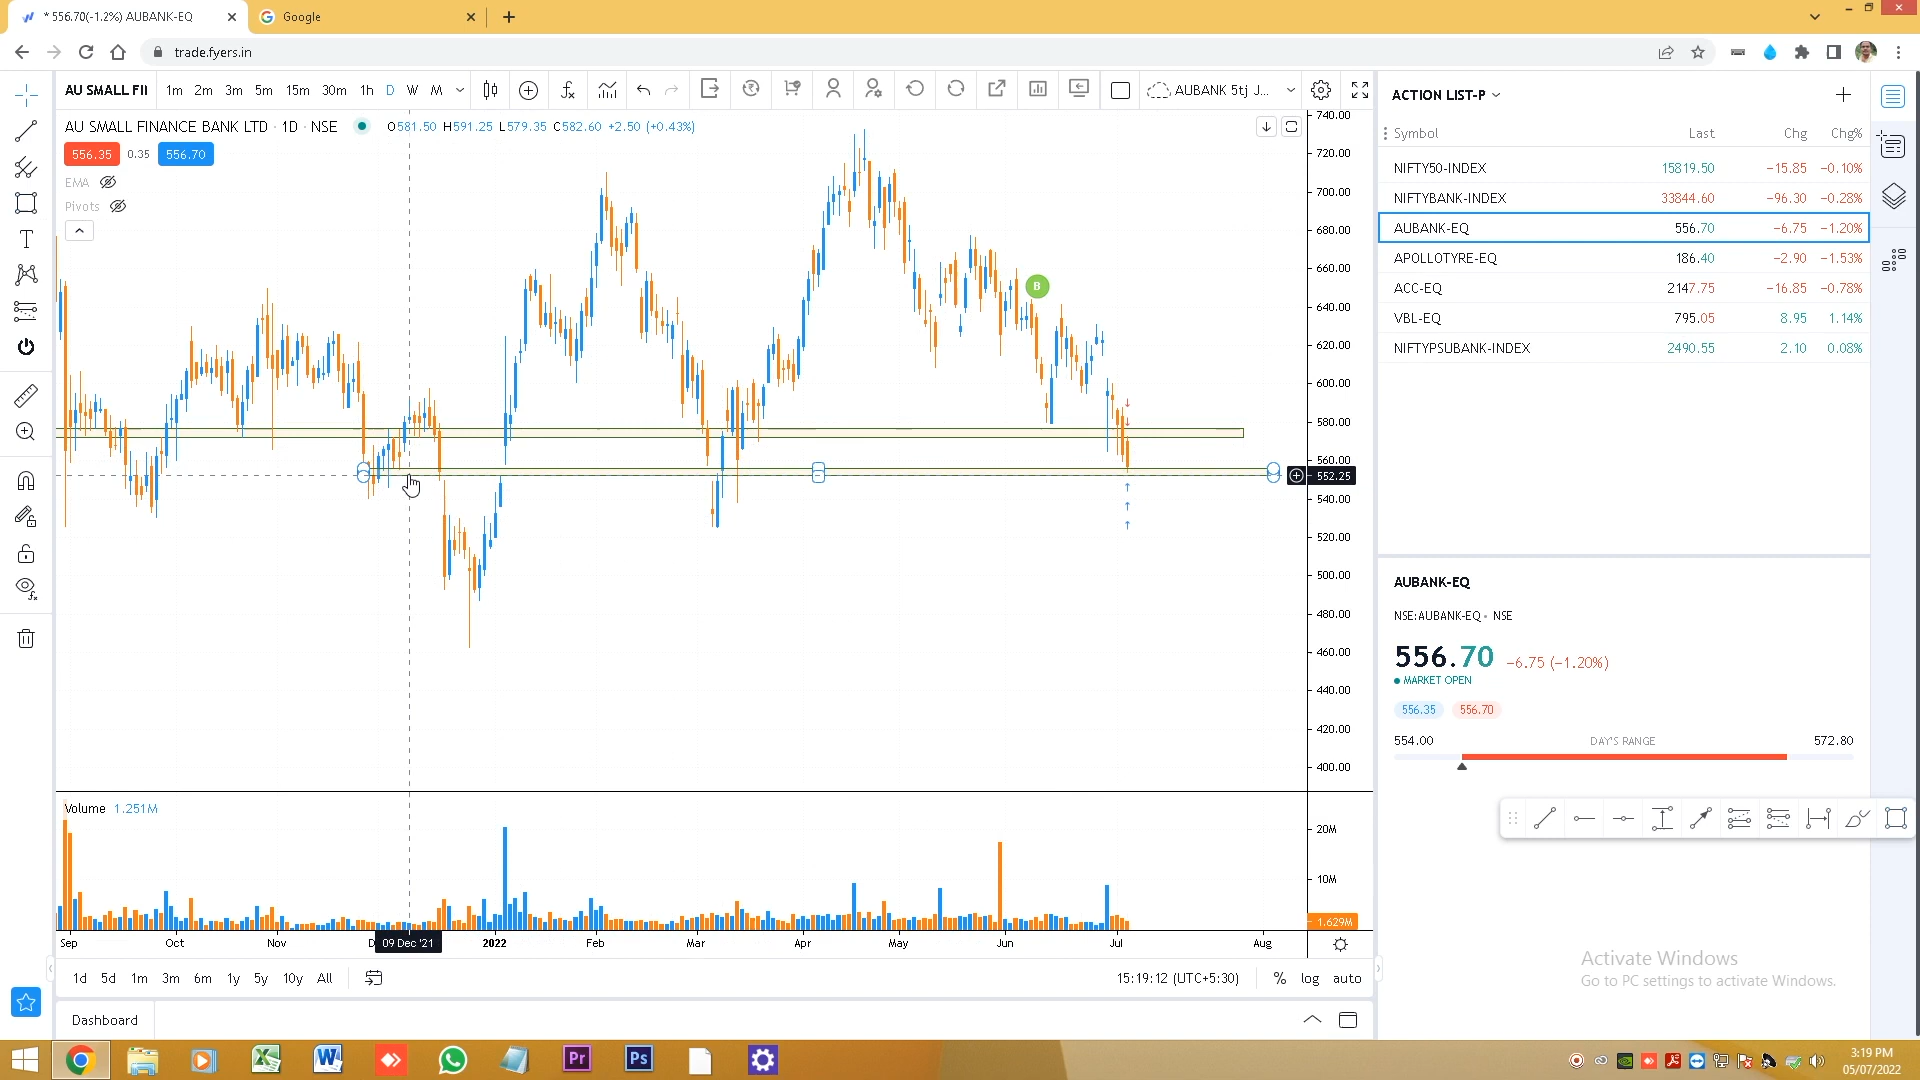 * 556.70(-1.2%) AUBANK-EQ
Google
trade.fyers.in
AU SMALL FII 1m 2m 3m 5m 15m 30m 1h D W M AUBANK 5tj J...
AU SMALL FINANCE BANK LTD · 1D · NSE O581.50 H591.25 L579.35 C582.60 +2.50 (+0.43%)
556.35 0.35 556.70
EMA
Pivots
B
740.00
720.00
700.00
680.00
660.00
640.00
620.00
600.00
580.00
560.00
552.25
540.00
520.00
500.00
480.00
460.00
440.00
420.00
400.00
Volume 1.251M
20M
10M
1.629M
Sep Oct Nov D 09 Dec '21 2022 Feb Mar Apr May Jun Jul Aug
1d 5d 1m 3m 6m 1y 5y 10y All 15:19:12 (UTC+5:30) % log auto
Dashboard
ACTION LIST-P
Symbol Last Chg Chg%
NIFTY50-INDEX 15819.50 −15.85 −0.10%
NIFTYBANK-INDEX 33844.60 −96.30 −0.28%
AUBANK-EQ 556.70 −6.75 −1.20%
APOLLOTYRE-EQ 186.40 −2.90 −1.53%
ACC-EQ 2147.75 −16.85 −0.78%
VBL-EQ 795.05 8.95 1.14%
NIFTYPSUBANK-INDEX 2490.55 2.10 0.08%
AUBANK-EQ
NSE:AUBANK-EQ • NSE
556.70 −6.75 (−1.20%)
MARKET OPEN
556.35 556.70
554.00 DAY'S RANGE 572.80
Activate Windows
Go to PC settings to activate Windows.
Pr
Ps
3:19 PM
05/07/2022